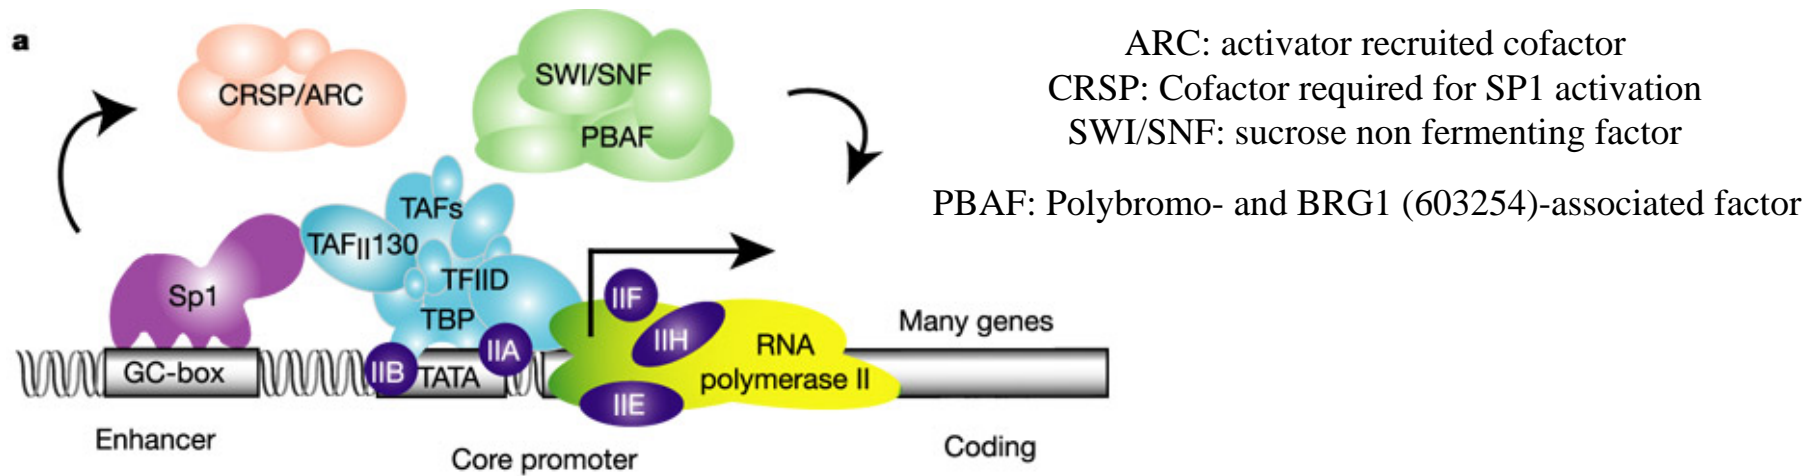 a
ARC: activator recruited cofactor
CRSP: Cofactor required for SP1 activation
SWI/SNF: sucrose non fermenting factor
PBAF: Polybromo- and BRG1 (603254)-associated factor
CRSP/ARC
SWI/SNF
PBAF
TAFs
TAFII130
TFIID
TBP
Sp1
IIF
IIH
IIA
IIB
IIE
RNA
polymerase II
Many genes
GC-box
TATA
Enhancer
Core promoter
Coding